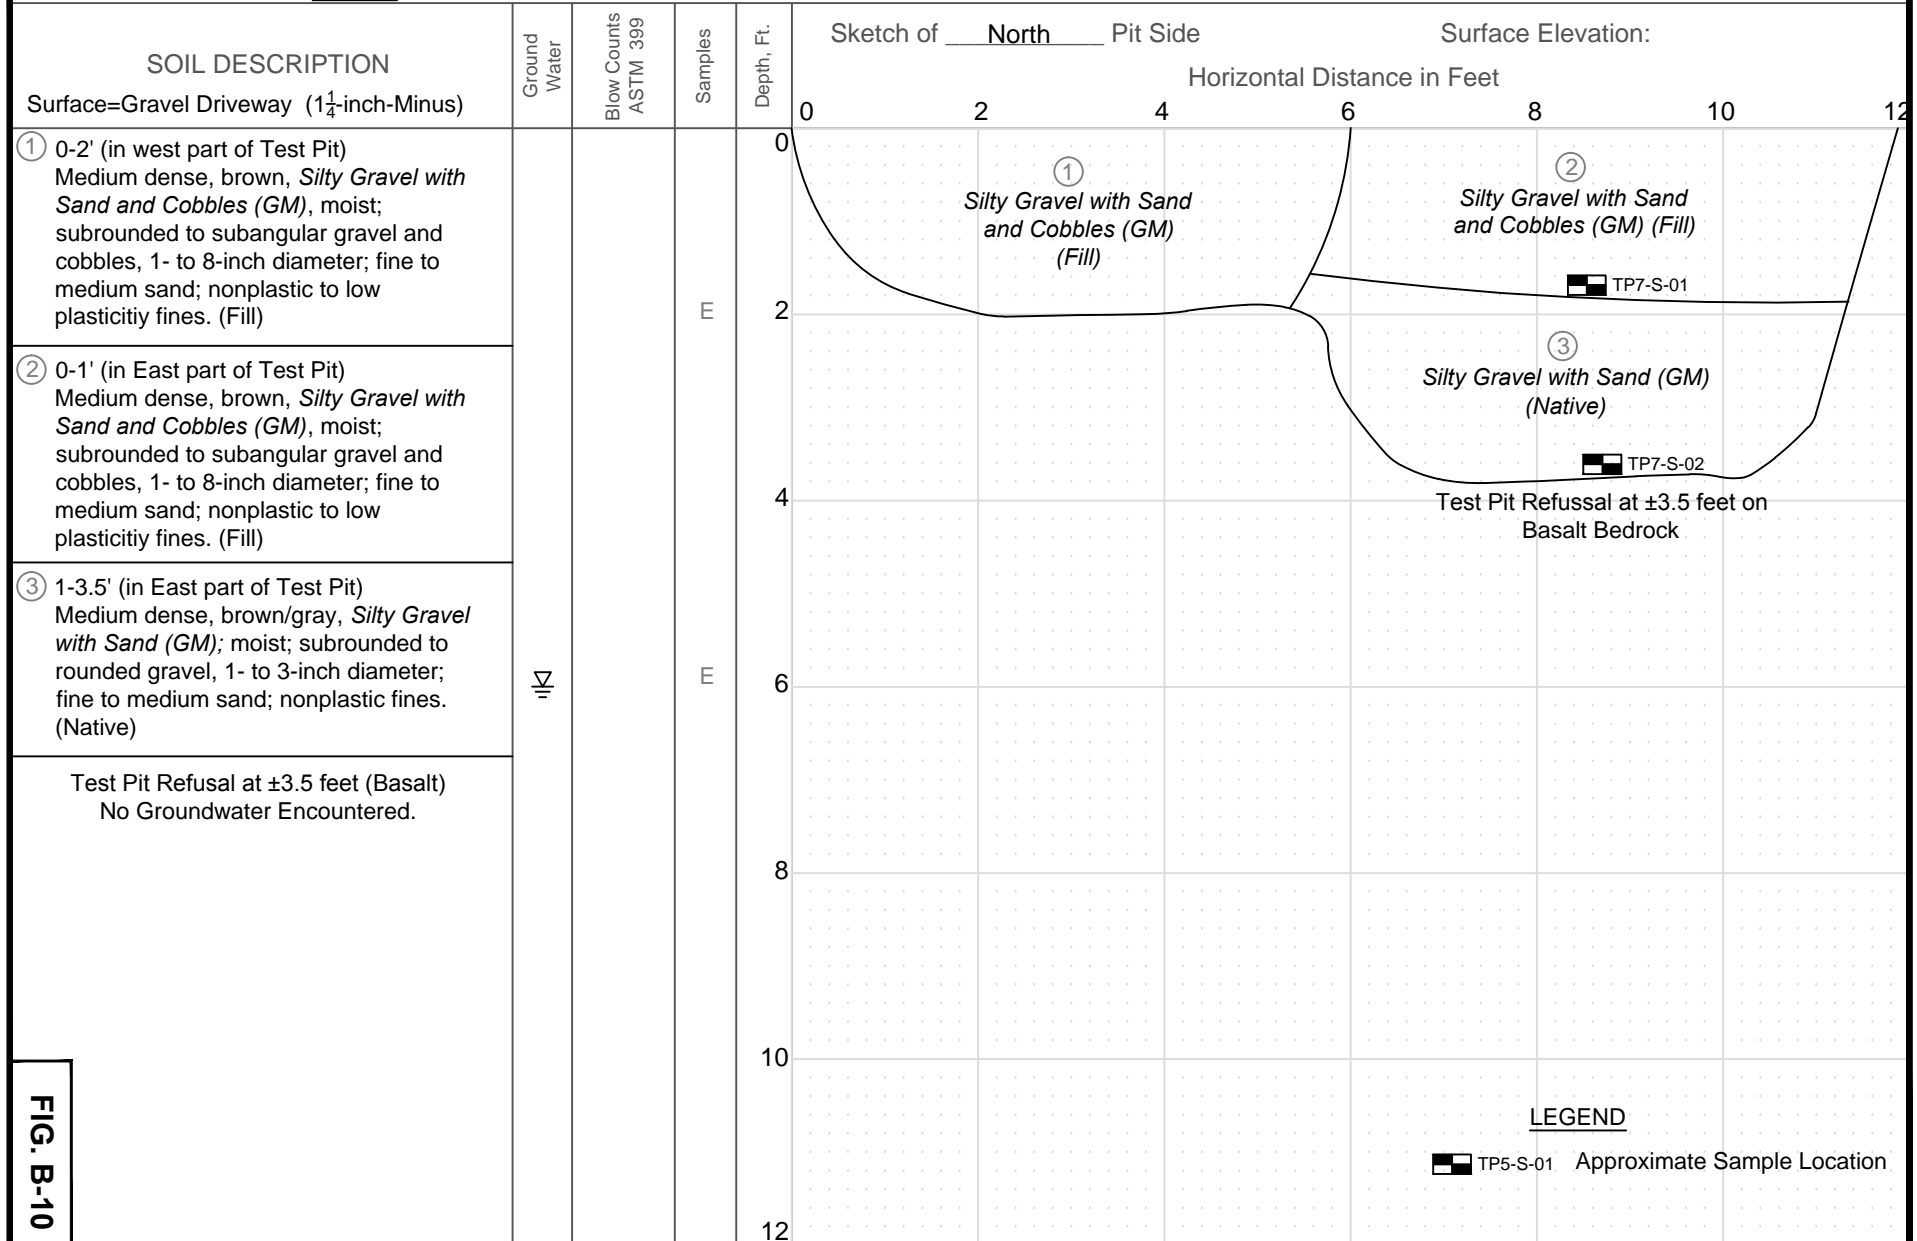 SOIL DESCRIPTION
Surface=Gravel Driveway (1 1/4-inch-Minus)
Ground
Water
Blow Counts
ASTM 399
Samples
Depth, Ft.
Sketch of North Pit Side
Surface Elevation:
Horizontal Distance in Feet
0 2 4 6 8 10 12
1 0-2' (in west part of Test Pit)
Medium dense, brown, Silty Gravel with
Sand and Cobbles (GM), moist;
subrounded to subangular gravel and
cobbles, 1- to 8-inch diameter; fine to
medium sand; nonplastic to low
plasticitiy fines. (Fill)
2 0-1' (in East part of Test Pit)
Medium dense, brown, Silty Gravel with
Sand and Cobbles (GM), moist;
subrounded to subangular gravel and
cobbles, 1- to 8-inch diameter; fine to
medium sand; nonplastic to low
plasticitiy fines. (Fill)
3 1-3.5' (in East part of Test Pit)
Medium dense, brown/gray, Silty Gravel
with Sand (GM); moist; subrounded to
rounded gravel, 1- to 3-inch diameter;
fine to medium sand; nonplastic fines.
(Native)
Test Pit Refusal at ±3.5 feet (Basalt)
No Groundwater Encountered.
E
E
0
2
4
6
8
10
12
1
Silty Gravel with Sand
and Cobbles (GM)
(Fill)
2
Silty Gravel with Sand
and Cobbles (GM) (Fill)
TP7-S-01
3
Silty Gravel with Sand (GM)
(Native)
TP7-S-02
Test Pit Refussal at ±3.5 feet on
Basalt Bedrock
LEGEND
TP5-S-01 Approximate Sample Location
FIG. B-10